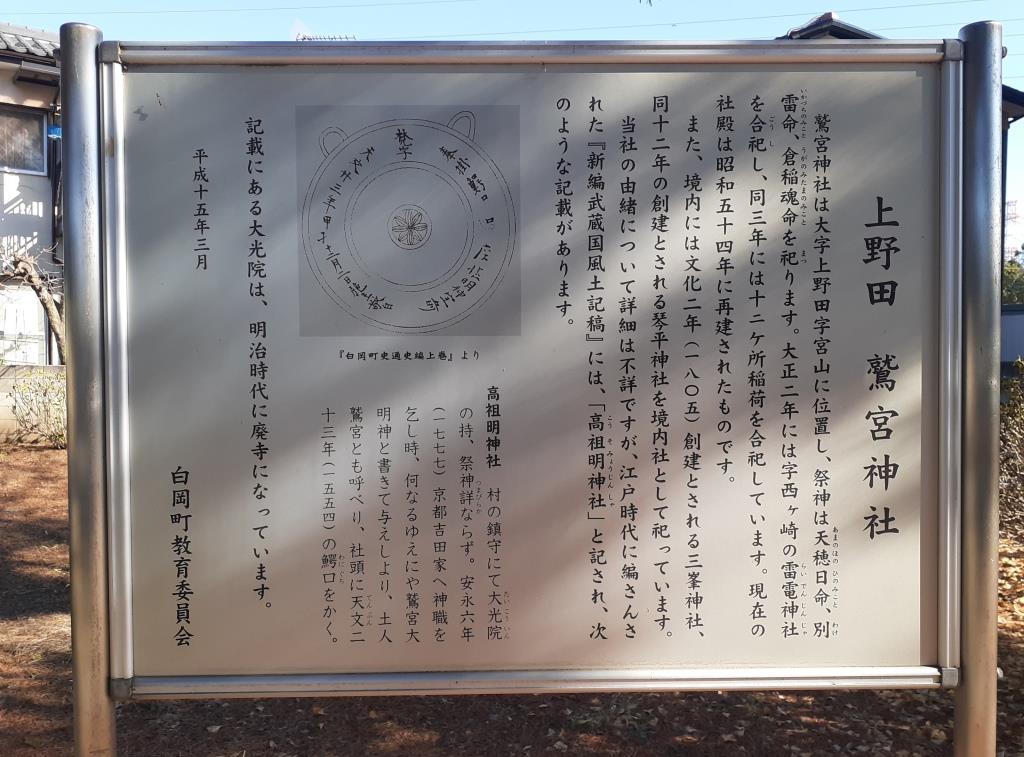 上野田　鷲宮神社
鷲宮神社は大字上野田字宮山に位置し、祭神は天穂日命、別
雷命、倉稲魂命を祀ります。大正二年には字西ヶ崎の雷電神社
を合祀し、同三年には十二ケ所稲荷を合祀しています。現在の
社殿は昭和五十四年に再建されたものです。
また、境内には文化二年（一八〇五）創建とされる三峯神社、
同十二年の創建とされる琴平神社を境内社として祀っています。
当社の由緒について詳細は不詳ですが、江戸時代に編さんさ
れた『新編武蔵国風土記稿』には、「高祖明神社」と記され、次
のような記載があります。
高祖明神社　村の鎮守にて大光院
の持、祭神詳ならず。安永六年
（一七七七）京都吉田家へ神職を
乞し時、何なるゆえにや鷲宮大
明神と書きて与えしより、土人
鷲宮とも呼べり、社頭に天文二
十三年（一五五四）の鰐口をかく。
『白岡町史通史編上巻』より
記載にある大光院は、明治時代に廃寺になっています。
平成十五年三月
白岡町教育委員会